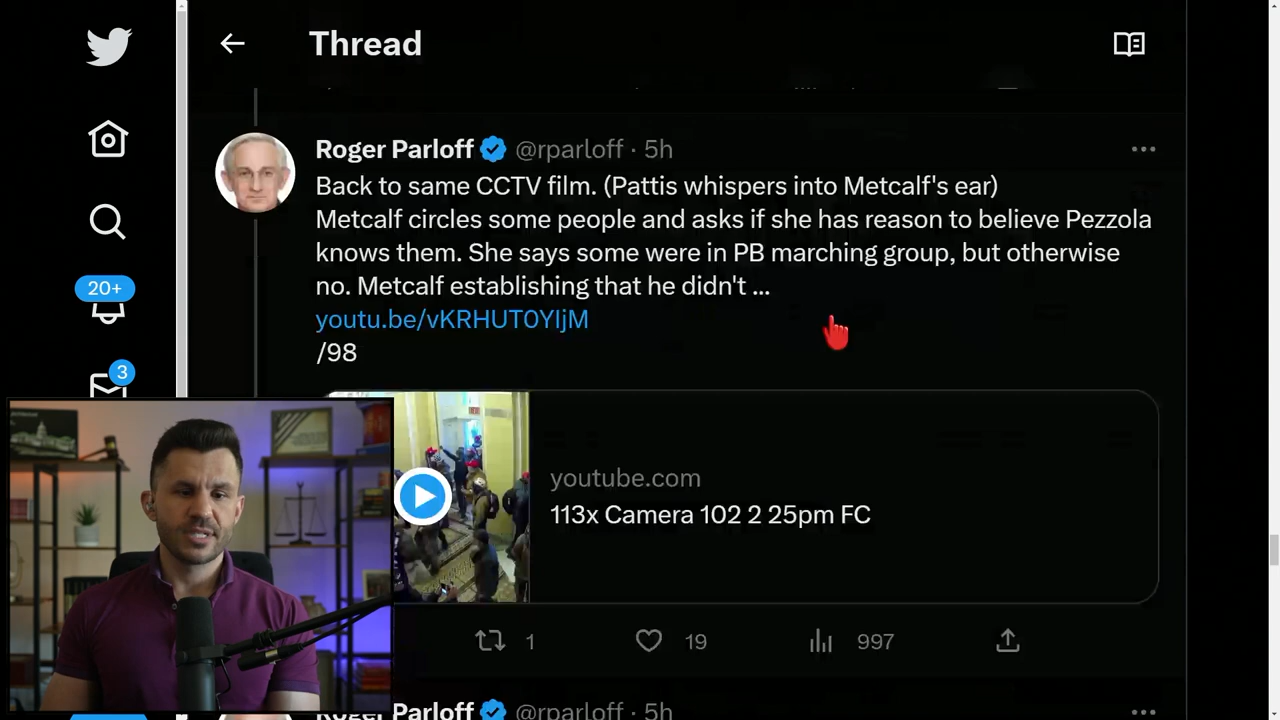 Thread
Roger Parloff @rparloff · 5h
Back to same CCTV film. (Pattis whispers into Metcalf's ear)
Metcalf circles some people and asks if she has reason to believe Pezzola
knows them. She says some were in PB marching group, but otherwise
no. Metcalf establishing that he didn't ...
youtu.be/vKRHUT0YIjM
/98
20+
3
youtube.com
113x Camera 102 2 25pm FC
1
19
997
Roger Parloff @rparloff · 5h